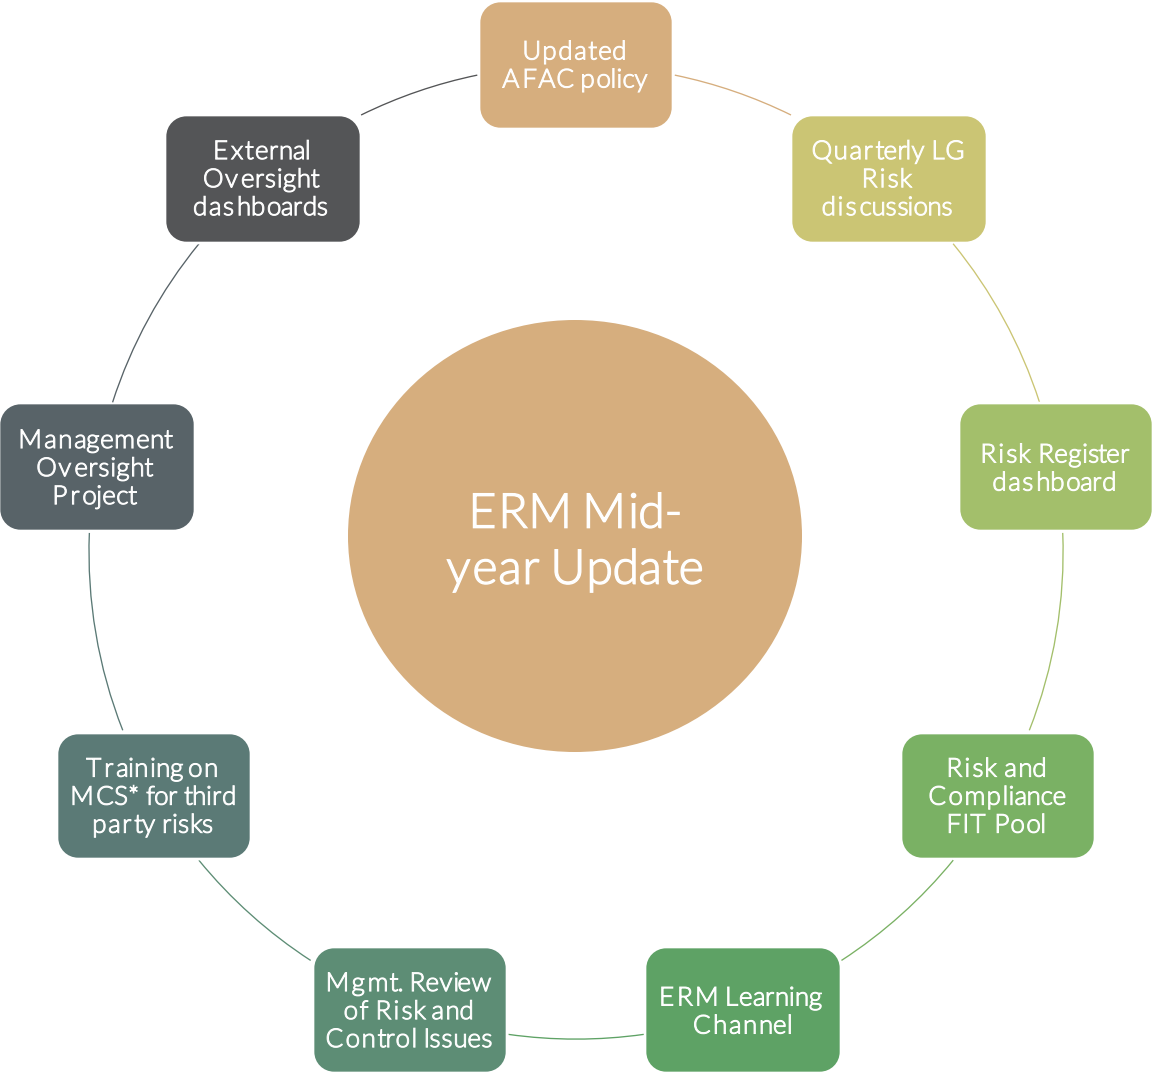 Updated
AFAC policy
Quarterly LG
Risk
discussions
Risk Register
dashboard
Risk and
Compliance
FIT Pool
ERM Learning
Channel
Mgmt. Review
of Risk and
Control Issues
Training on
MCS* for third
party risks
Management
Oversight
Project
External
Oversight
dashboards
ERM Mid-
year Update